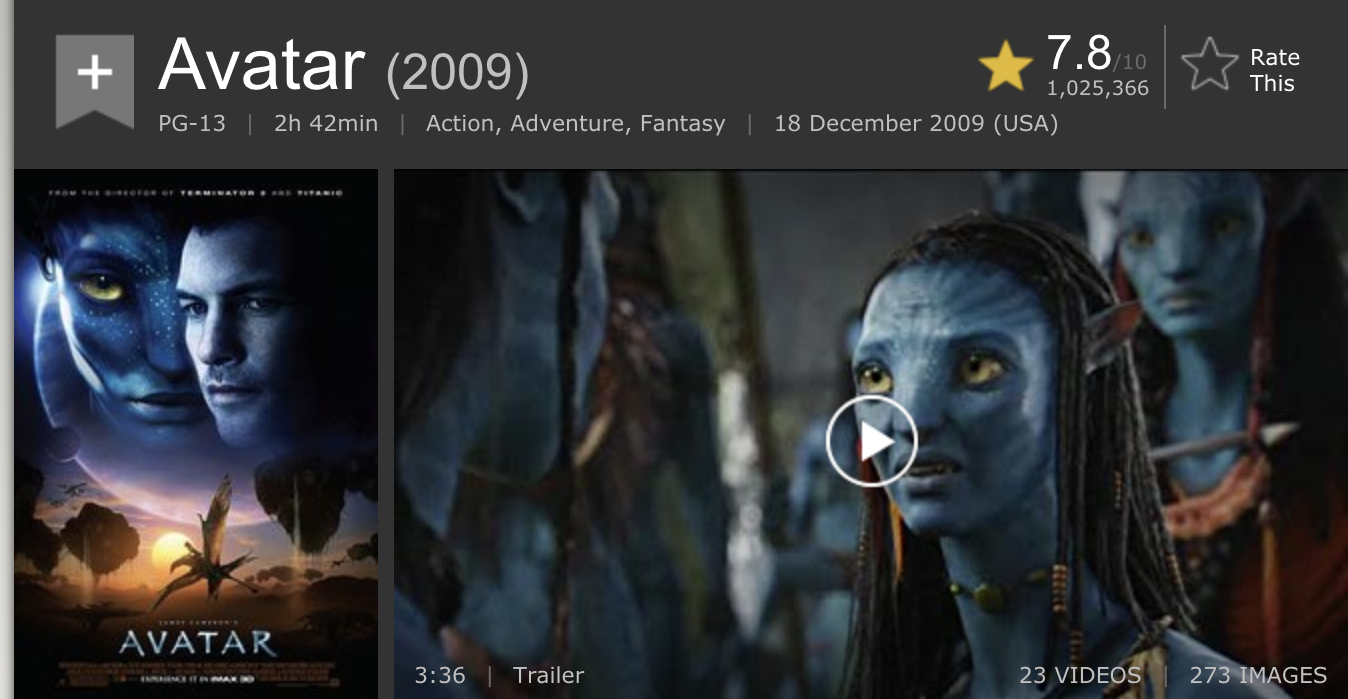 Avatar (2009)
7.8/10
1,025,366
Rate
This
PG-13 | 2h 42min | Action, Adventure, Fantasy | 18 December 2009 (USA)
FROM THE DIRECTOR OF TERMINATOR 2 AND TITANIC
JAMES CAMERON'S
AVATAR
EXPERIENCE IT IN IMAX 3D
3:36 | Trailer
23 VIDEOS | 273 IMAGES